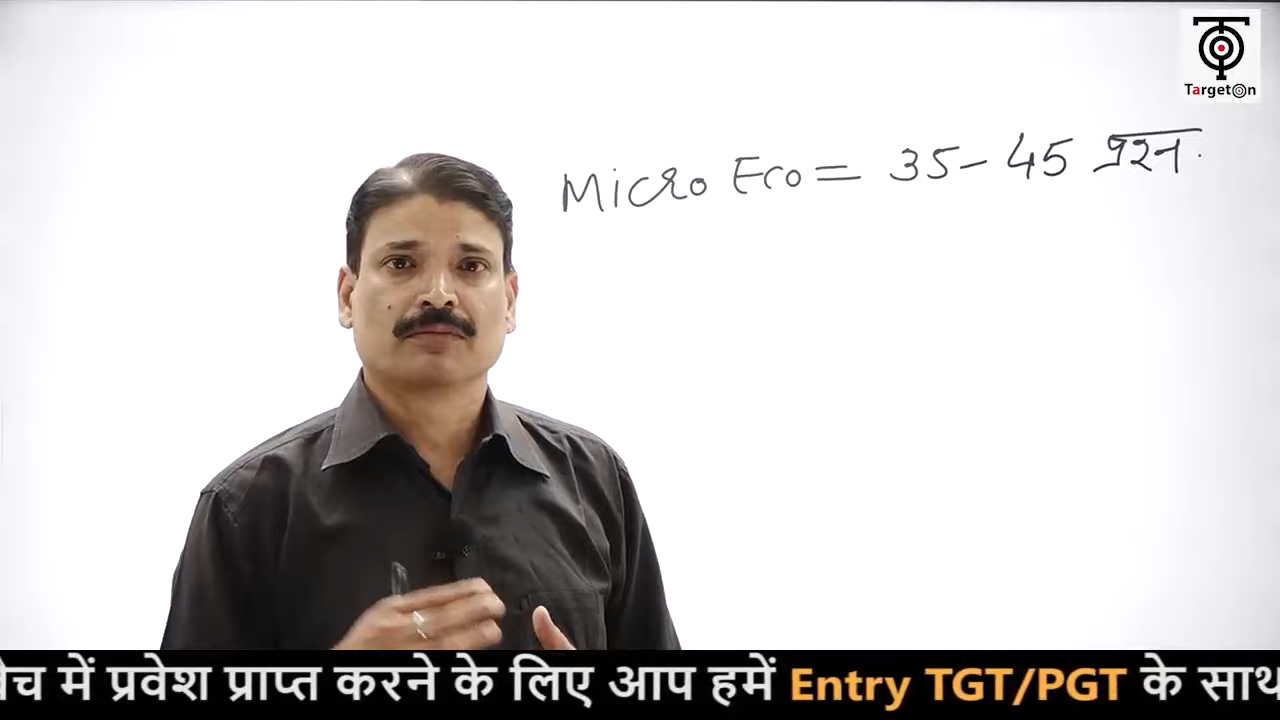 TargetOn
Micro Eco = 35 - 45 प्रश्न.
में प्रवेश प्राप्त करने के लिए आप हमें Entry TGT/PGT के साथ